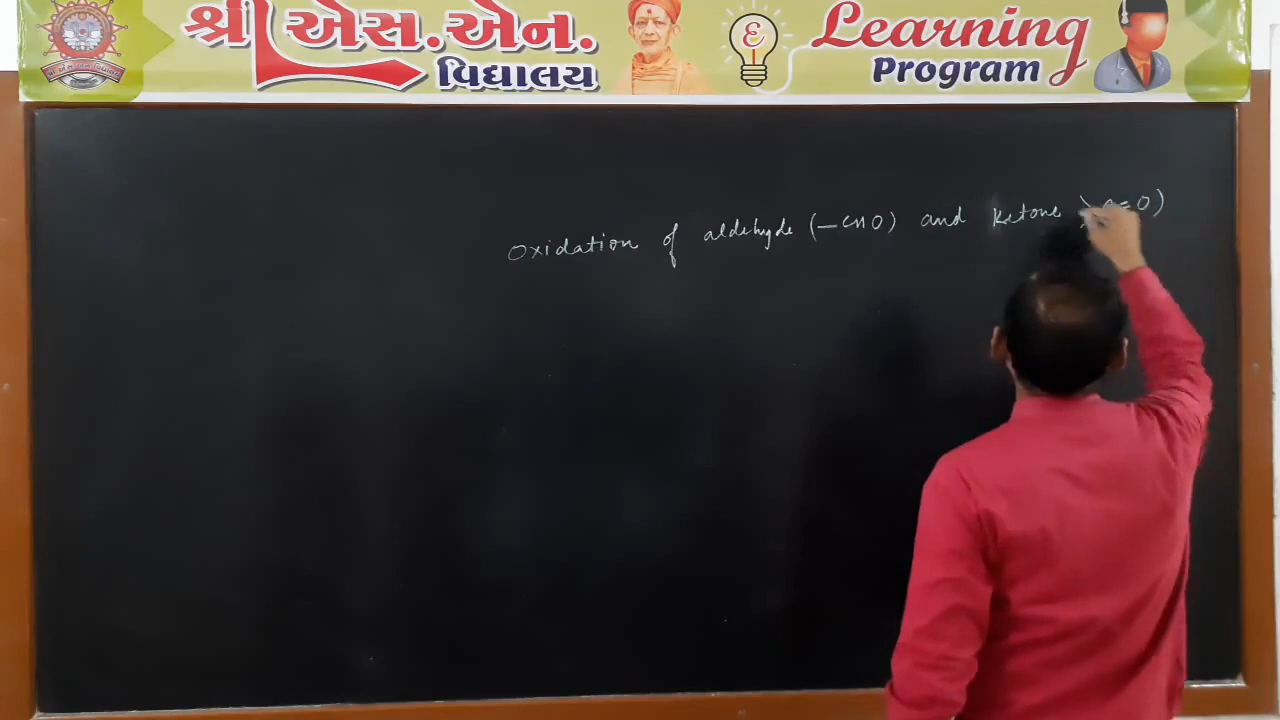 શ્રી એસ.એન.
વિદ્યાલય
ε Learning
Program
Oxidation of aldehyde (—CHO) and Ketone >C=O)